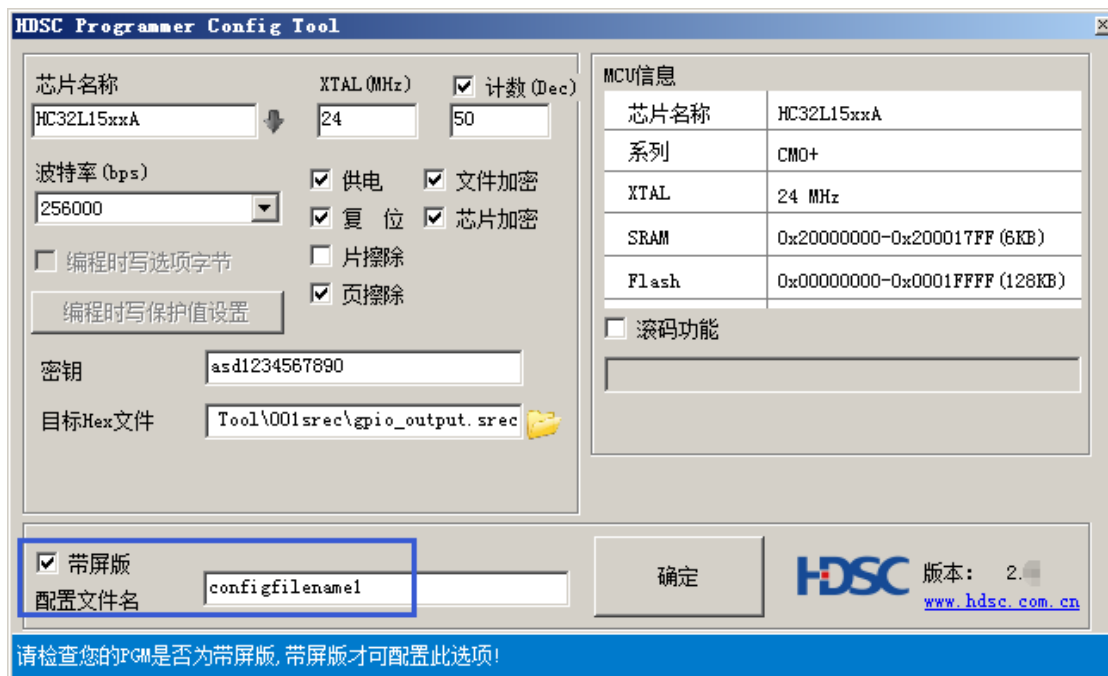 HDSC Programmer Config Tool
芯片名称
XTAL(MHz)
计数(Dec)
HC32L15xxA
24
50
波特率(bps)
256000
供电
文件加密
复 位
芯片加密
编程时写选项字节
片擦除
页擦除
编程时写保护值设置
密钥
asd1234567890
目标Hex文件
Tool\001srec\gpio_output.srec
MCU信息
芯片名称
HC32L15xxA
系列
CM0+
XTAL
24 MHz
SRAM
0x20000000-0x200017FF(6KB)
Flash
0x00000000-0x0001FFFF(128KB)
滚码功能
带屏版
配置文件名
configfilename1
确定
HDSC
版本： 2.
www.hdsc.com.cn
请检查您的PGM是否为带屏版,带屏版才可配置此选项!